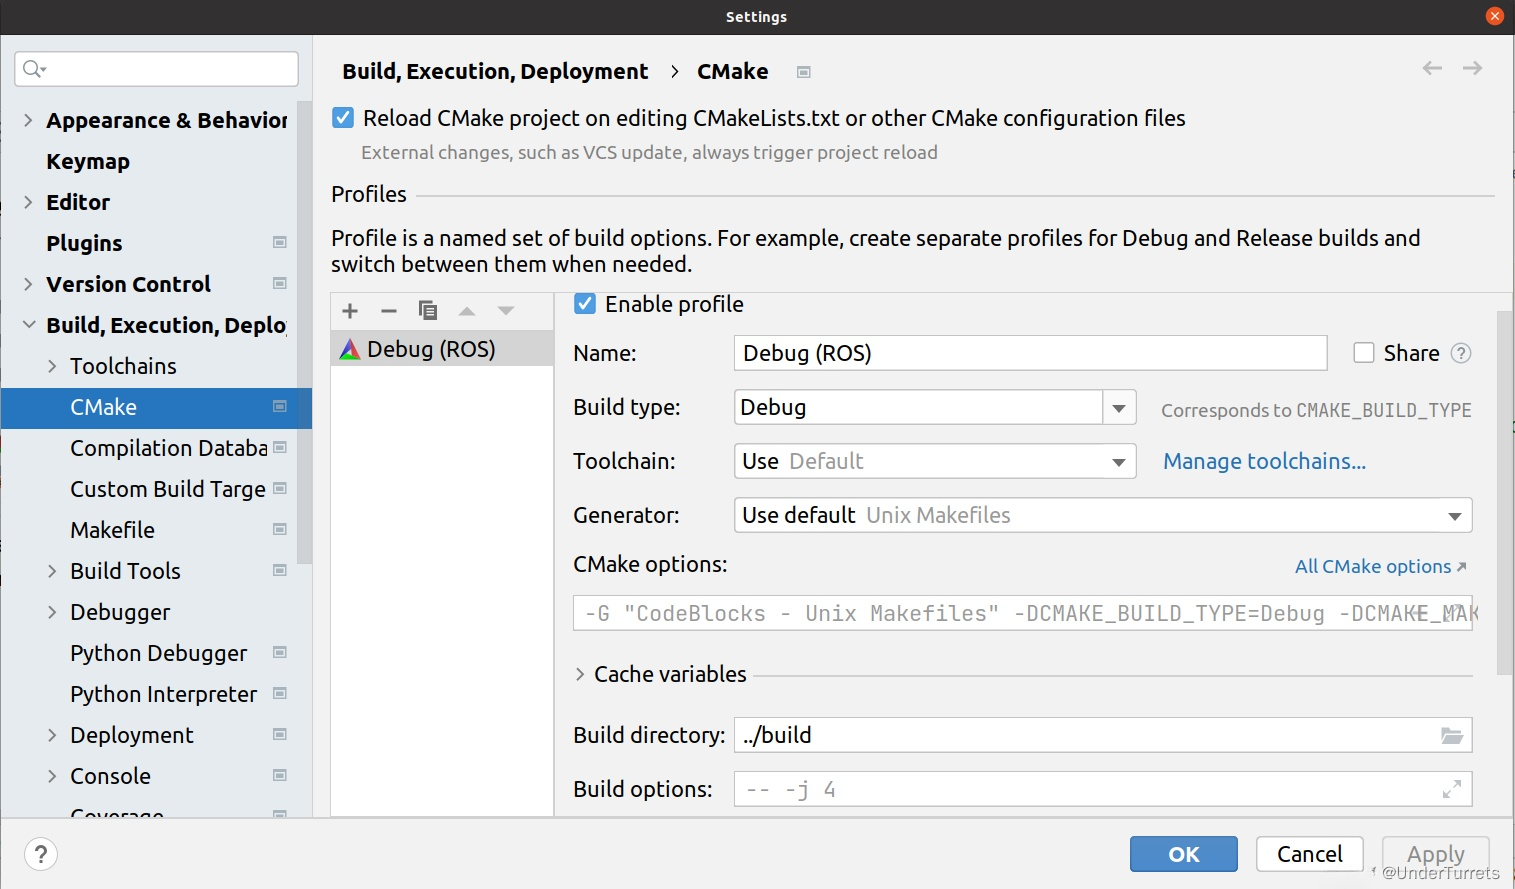 Settings
Build, Execution, Deployment > CMake
Reload CMake project on editing CMakeLists.txt or other CMake configuration files
External changes, such as VCS update, always trigger project reload
Appearance & Behavior
Keymap
Editor
Plugins
Version Control
Build, Execution, Deplo
Toolchains
CMake
Compilation Databa
Custom Build Targe
Makefile
Build Tools
Debugger
Python Debugger
Python Interpreter
Deployment
Console
Coverage
Profiles
Profile is a named set of build options. For example, create separate profiles for Debug and Release builds and
switch between them when needed.
Debug (ROS)
Enable profile
Name: Debug (ROS) Share ?
Build type: Debug Corresponds to CMAKE_BUILD_TYPE
Toolchain: Use Default Manage toolchains...
Generator: Use default Unix Makefiles
CMake options: All CMake options
-G "CodeBlocks - Unix Makefiles" -DCMAKE_BUILD_TYPE=Debug -DCMAKE_MAK
Cache variables
Build directory: ../build
Build options: -- -j 4
? OK Cancel Apply
@UnderTurrets